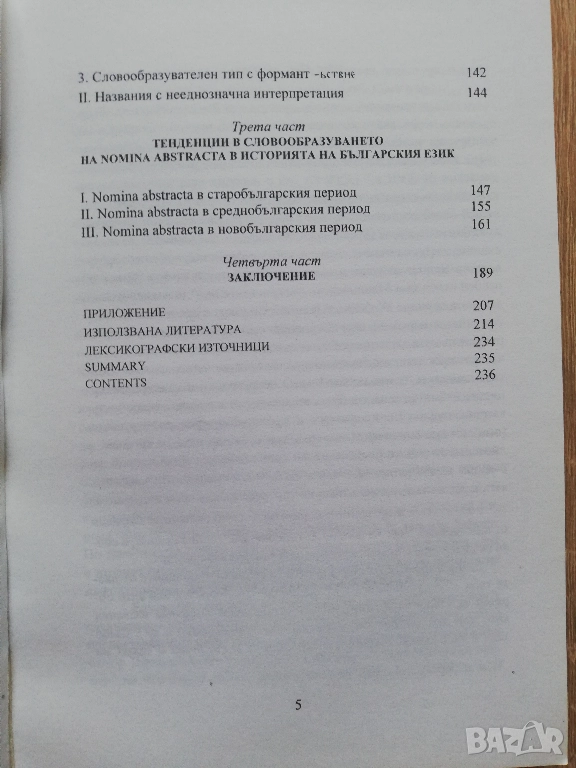 3. Словообразувателен тип с формант -ьствиe 142
II. Названия с нееднозначна интерпретация 144
Трета част
ТЕНДЕНЦИИ В СЛОВООБРАЗУВАНЕТО
НА NOMINA ABSTRACTA В ИСТОРИЯТА НА БЪЛГАРСКИЯ ЕЗИК
I. Nomina abstracta в старобългарския период 147
II. Nomina abstracta в среднобългарския период 155
III. Nomina abstracta в новобългарския период 161
Четвърта част
ЗАКЛЮЧЕНИЕ 189
ПРИЛОЖЕНИЕ 207
ИЗПОЛЗВАНА ЛИТЕРАТУРА 214
ЛЕКСИКОГРАФСКИ ИЗТОЧНИЦИ 234
SUMMARY 235
CONTENTS 236
5
BAZAR